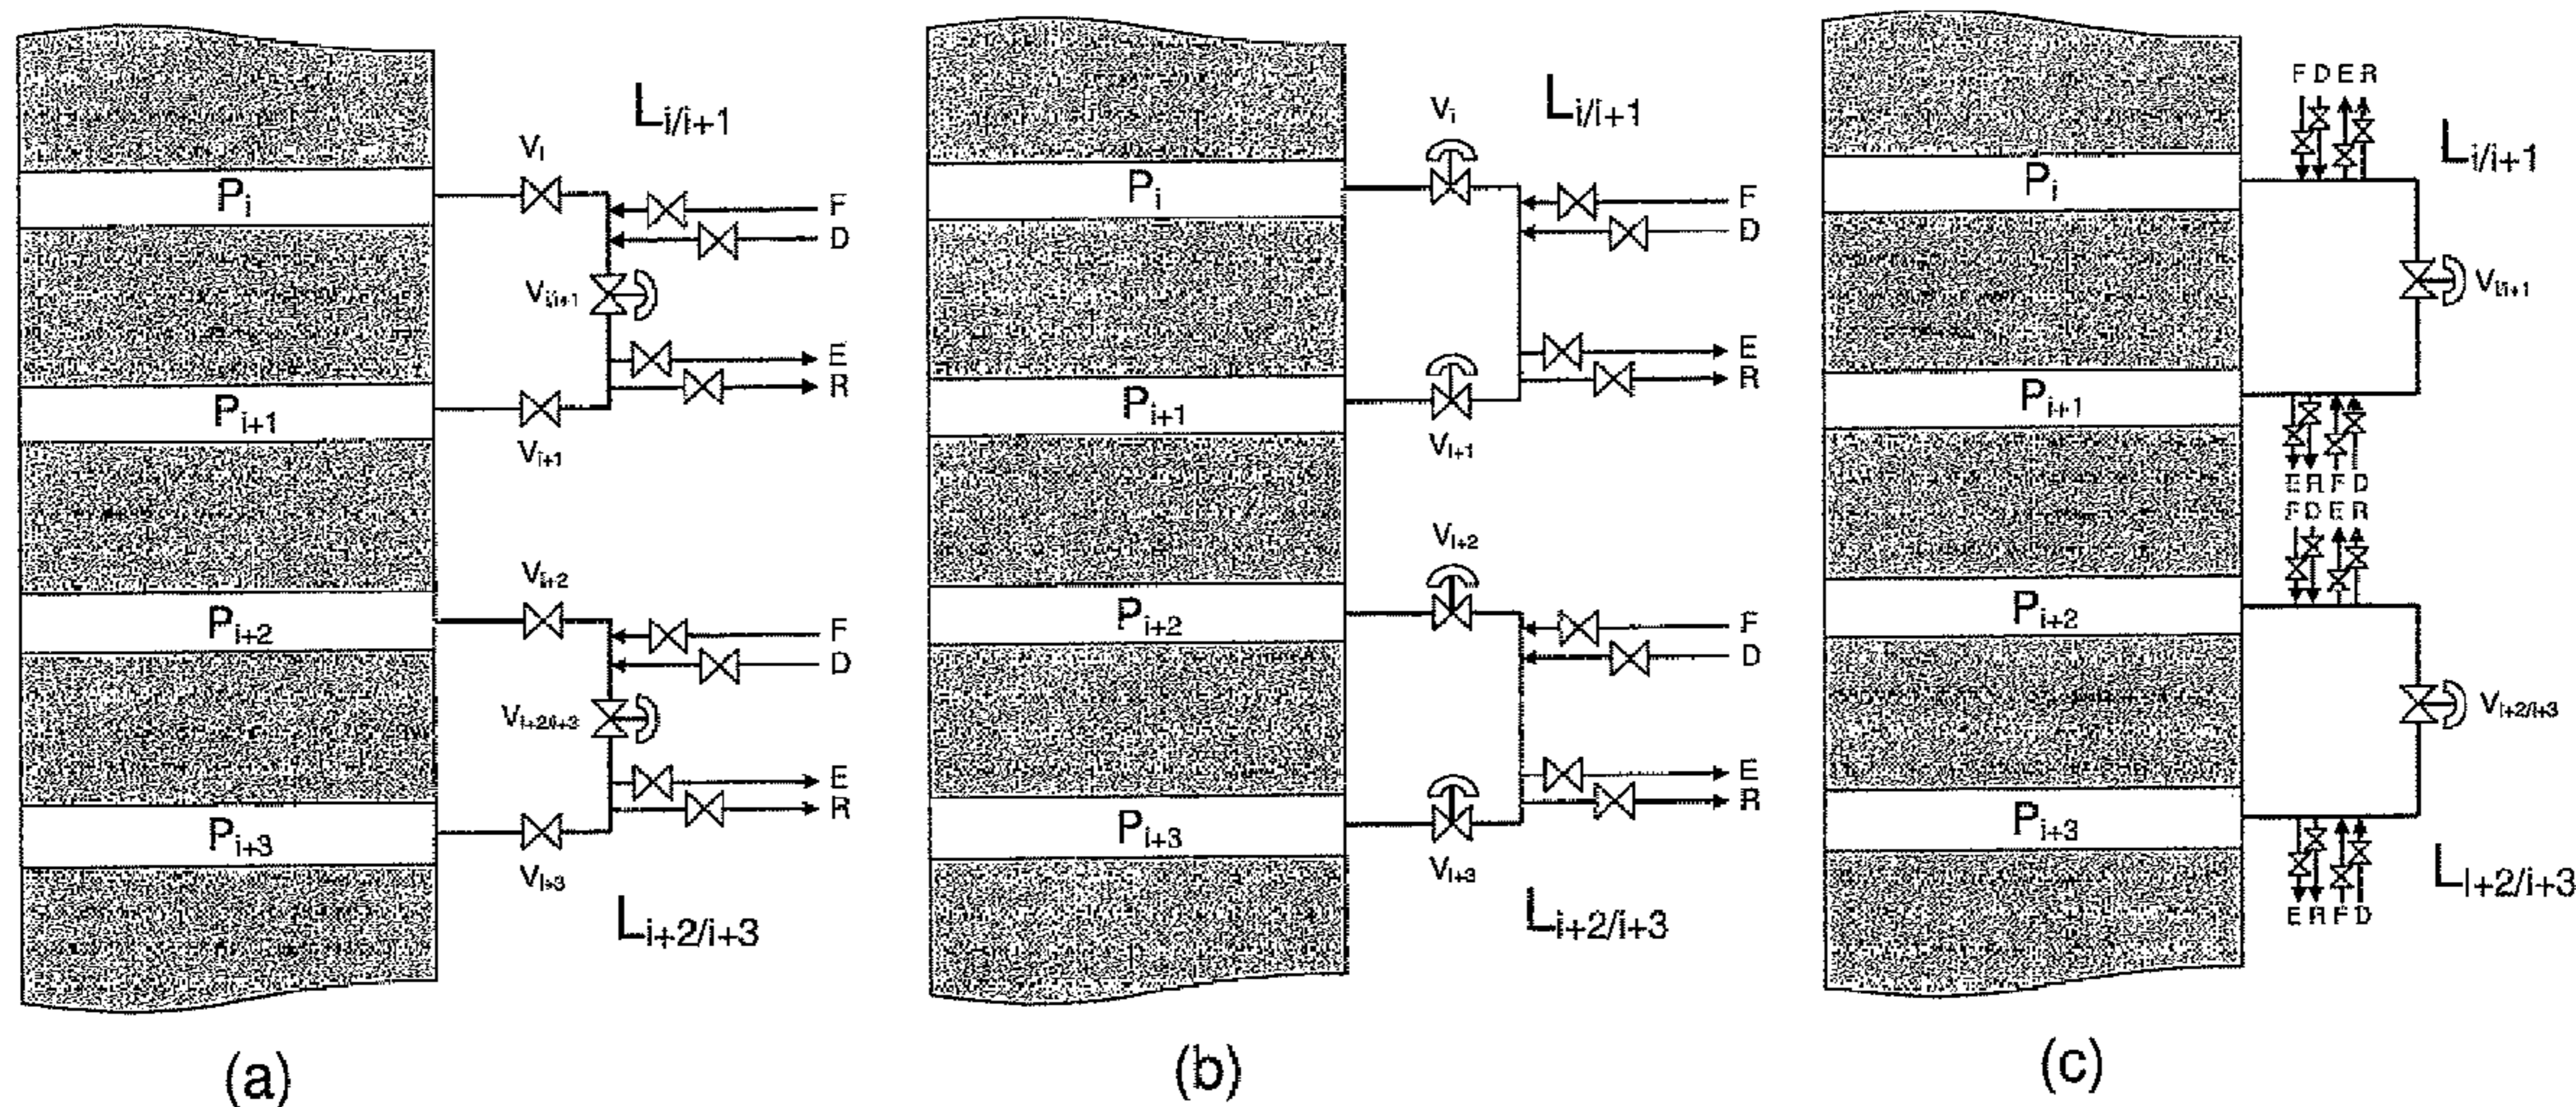 L i/i+1
V i
P i
F
D
V i/i+1
E
R
P i+1
V i+1
V i+2
P i+2
F
D
V i+2/i+3
E
R
P i+3
V i+3
L i+2/i+3
(a)
L i/i+1
V i
P i
F
D
E
R
P i+1
V i+1
V i+2
P i+2
F
D
E
R
P i+3
V i+3
L i+2/i+3
(b)
F D E R
L i/i+1
P i
V i/i+1
P i+1
E R F D
F D E R
P i+2
V i+2/i+3
P i+3
L i+2/i+3
E R F D
(c)